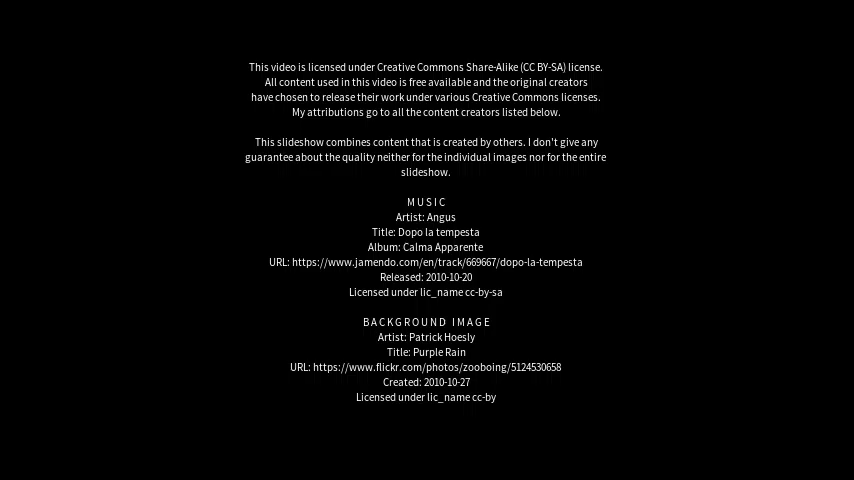 This video is licensed under Creative Commons Share-Alike (CC BY-SA) license.
All content used in this video is free available and the original creators
have chosen to release their work under various Creative Commons licenses.
My attributions go to all the content creators listed below.
This slideshow combines content that is created by others. I don't give any
guarantee about the quality neither for the individual images nor for the entire
slideshow.
MUSIC
Artist: Angus
Title: Dopo la tempesta
Album: Calma Apparente
URL: https://www.jamendo.com/en/track/669667/dopo-la-tempesta
Released: 2010-10-20
Licensed under lic_name cc-by-sa
BACKGROUND IMAGE
Artist: Patrick Hoesly
Title: Purple Rain
URL: https://www.flickr.com/photos/zooboing/5124530658
Created: 2010-10-27
Licensed under lic_name cc-by